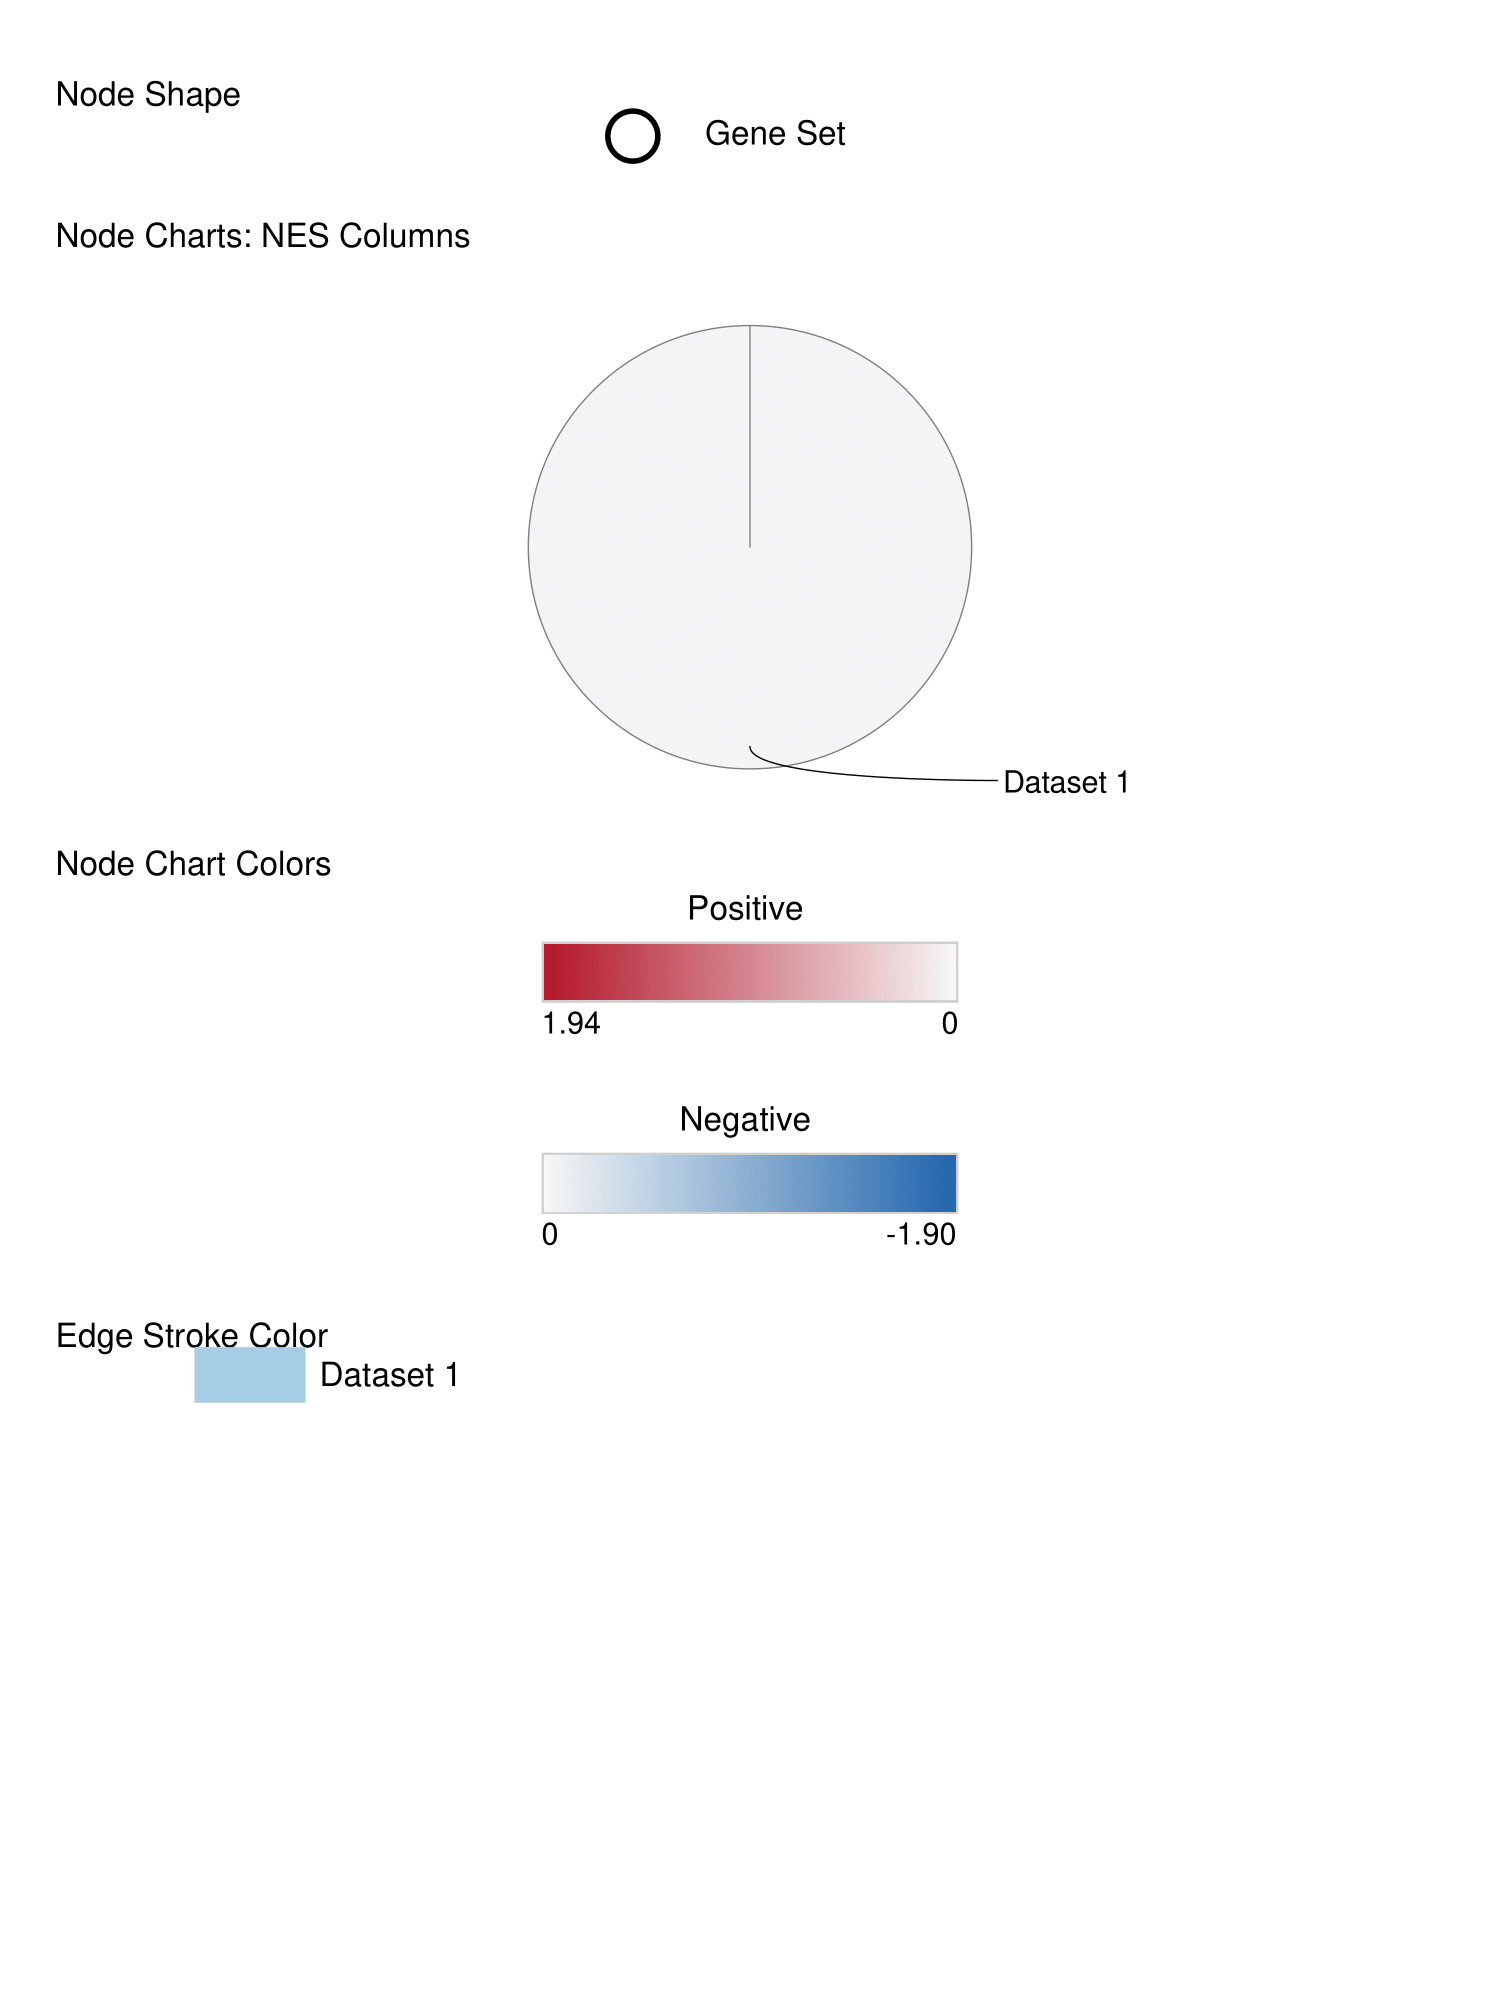 Node Shape
Gene Set
Node Charts: NES Columns
Dataset 1
Node Chart Colors
Positive
1.94 0
Negative
0 -1.90
Edge Stroke Color
Dataset 1